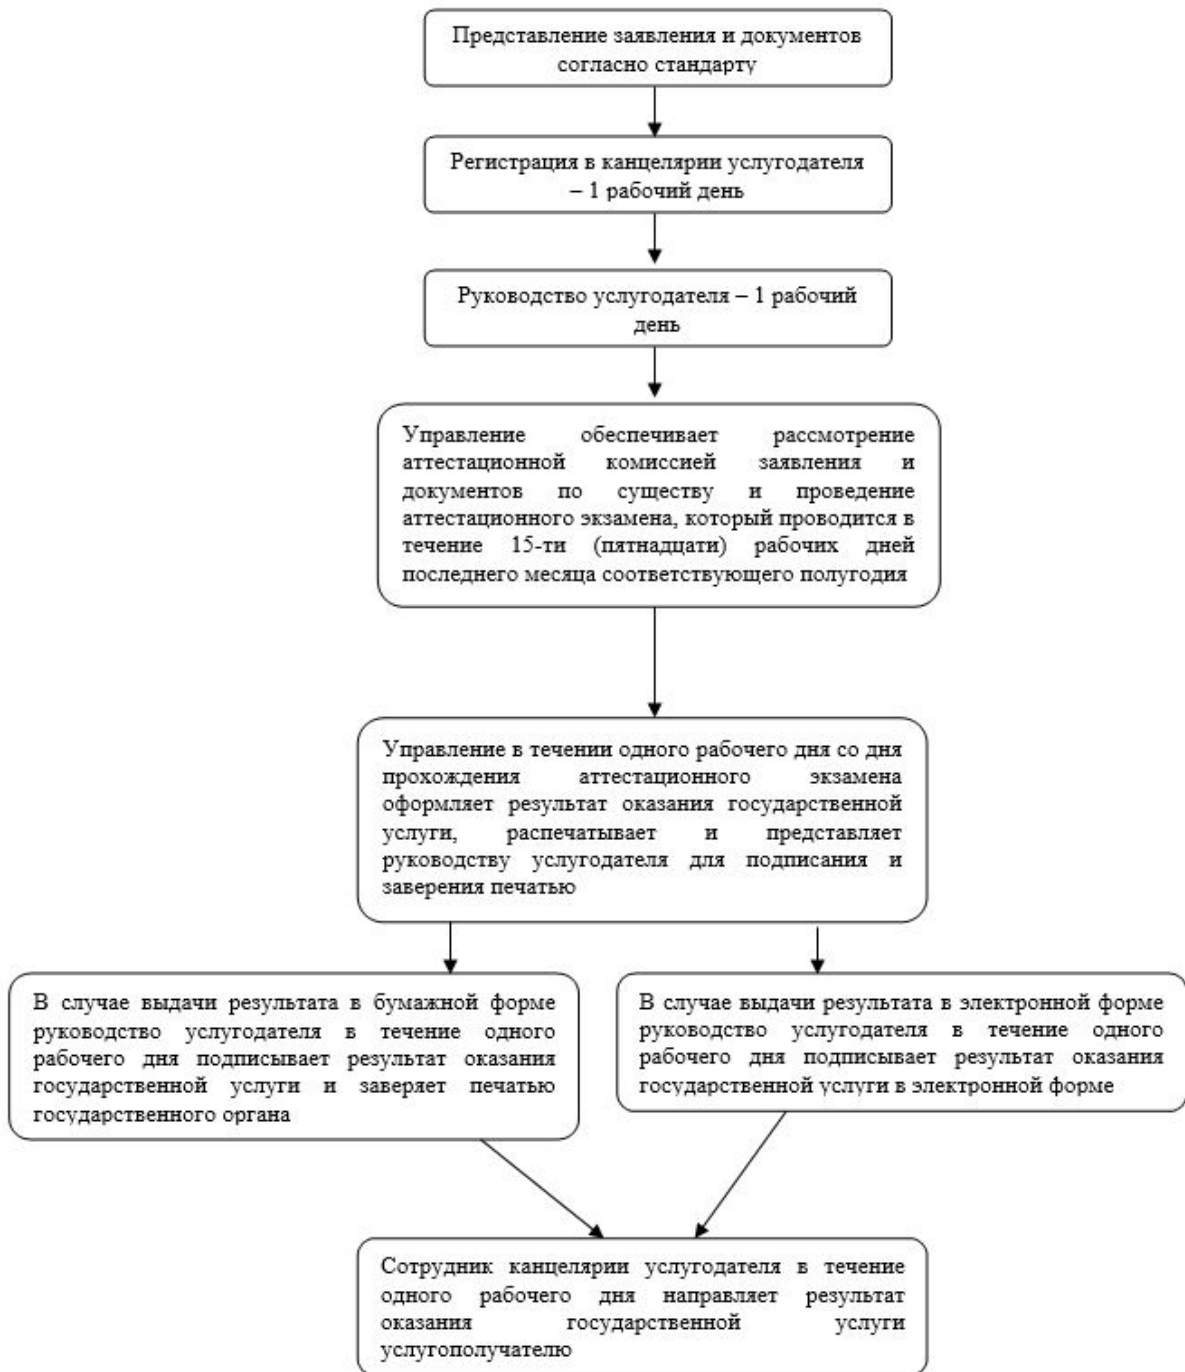 Представление заявления и документов
согласно стандарту
Регистрация в канцелярии услугодателя
– 1 рабочий день
Руководство услугодателя – 1 рабочий
день
Управление обеспечивает рассмотрение
аттестационной комиссией заявления и
документов по существу и проведение
аттестационного экзамена, который проводится в
течение 15-ти (пятнадцати) рабочих дней
последнего месяца соответствующего полугодия
Управление в течении одного рабочего дня со дня
прохождения аттестационного экзамена
оформляет результат оказания государственной
услуги, распечатывает и представляет
руководству услугодателя для подписания и
заверения печатью
В случае выдачи результата в бумажной форме
руководство услугодателя в течение одного
рабочего дня подписывает результат оказания
государственной услуги и заверяет печатью
государственного органа
В случае выдачи результата в электронной форме
руководство услугодателя в течение одного
рабочего дня подписывает результат оказания
государственной услуги в электронной форме
Сотрудник канцелярии услугодателя в течение
одного рабочего дня направляет результат
оказания государственной услуги
услугополучателю